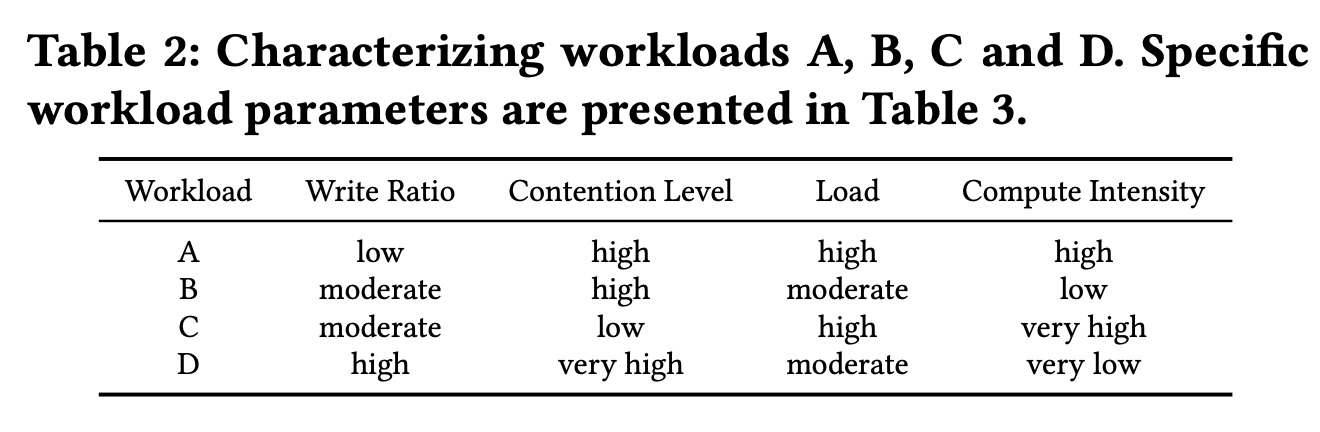 Table 2: Characterizing workloads A, B, C and D. Specific
workload parameters are presented in Table 3.
Workload Write Ratio Contention Level Load Compute Intensity
A low high high high
B moderate high moderate low
C moderate low high very high
D high very high moderate very low